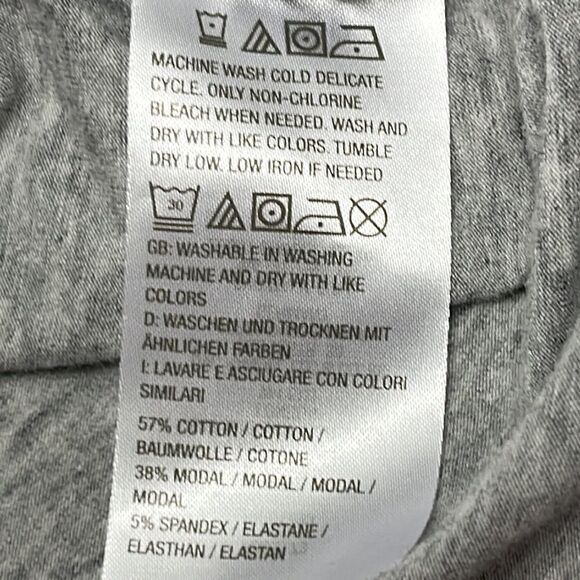 MACHINE WASH COLD DELICATE
CYCLE. ONLY NON-CHLORINE
BLEACH WHEN NEEDED. WASH AND
DRY WITH LIKE COLORS. TUMBLE
DRY LOW. LOW IRON IF NEEDED
30
GB: WASHABLE IN WASHING
MACHINE AND DRY WITH LIKE
COLORS
D: WASCHEN UND TROCKNEN MIT
ÄHNLICHEN FARBEN
I: LAVARE E ASCIUGARE CON COLORI
SIMILARI
57% COTTON / COTTON /
BAUMWOLLE / COTONE
38% MODAL / MODAL / MODAL /
MODAL
5% SPANDEX / ELASTANE /
ELASTHAN / ELASTAN